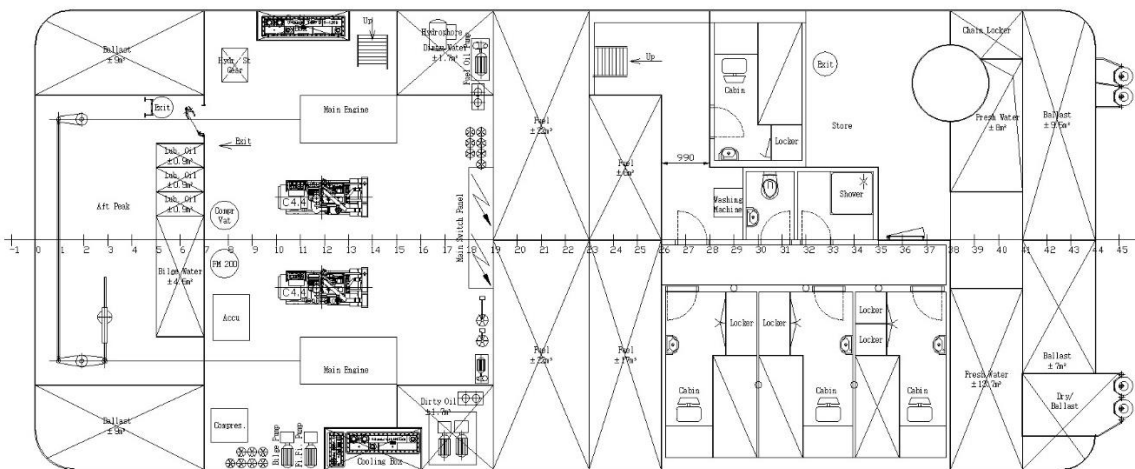 Ballast
±9m³
Hydr/St
Gear
Up
Hydrophore
Dirty Water
±1.7m³
Fuel Oil Pump
Exit
Main Engine
Exit
Lub. Oil
±0.9m³
Lub. Oil
±0.9m³
Lub. Oil
±0.9m³
Aft Peak
C4.4
Compr
Vat
Main Switch Panel
Fuel
±22m³
Fuel
±6m³
Up
Cabin
Locker
Exit
Store
990
Washing
Machine
Shower
Chain Locker
Fresh Water
±8m³
Ballast
±9.6m³
-1 0 1 2 3 4 5 6 7 8 9 10 11 12 13 14 15 16 17 18 19 20 21 22 23 24 25 26 27 28 29 30 31 32 33 34 35 36 37 38 39 40 41 42 43 44 45
Bilge Water
±4.6m³
FM 200
C4.4
Accu
Main Engine
Fuel
±22m³
Fuel
±17m³
Locker
Locker
Locker
Locker
Cabin
Cabin
Cabin
Fresh Water
±12.7m³
Ballast
±7m³
Dry/
Ballast
Ballast
±9m³
Compres.
Bilge Pump
Fi.Fi. Pump
Cooling Box
Dirty Oil
±1.7m³